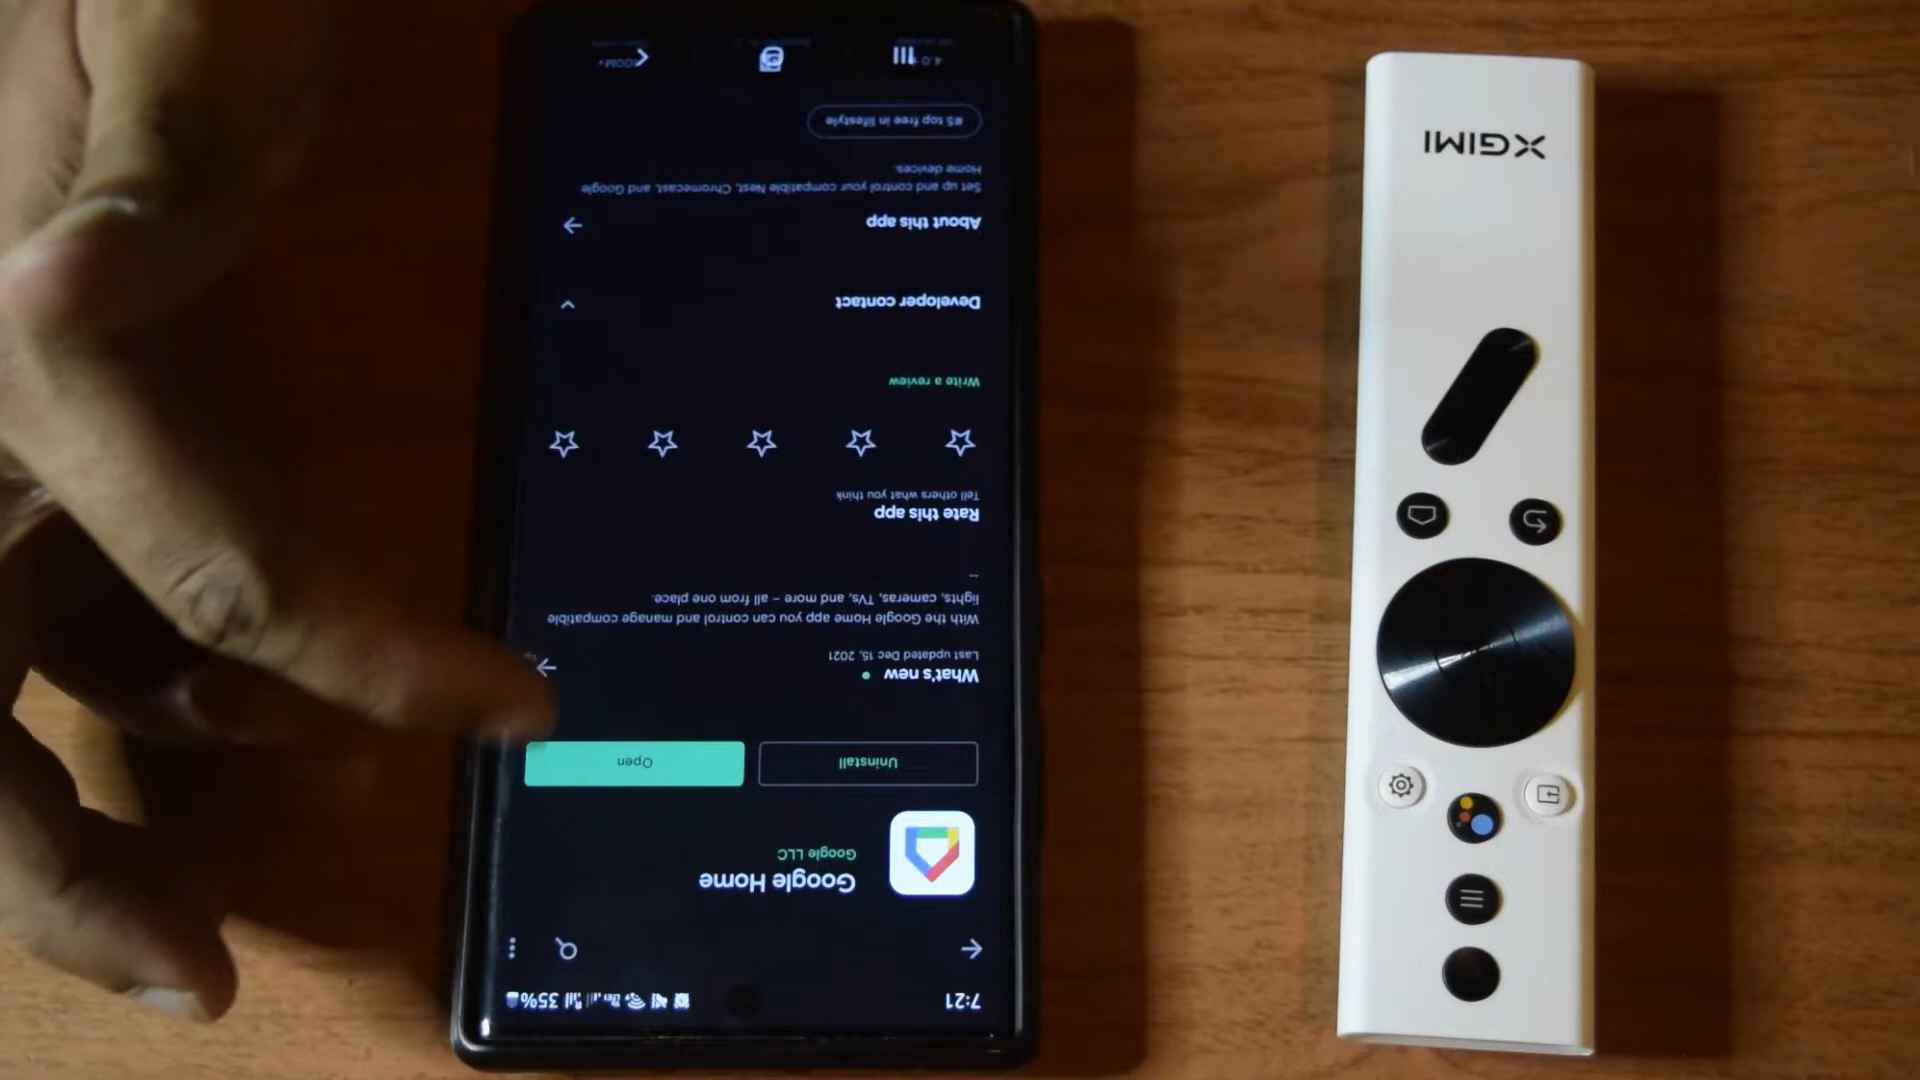 7:21
35%
Google Home
Google LLC
Uninstall
Open
What's new
Last updated Dec 15, 2021
With the Google Home app you can control and manage compatible
lights, cameras, TVs, and more – all from one place.
...
Rate this app
Tell others what you think
Write a review
Developer contact
About this app
Set up and control your compatible Nest, Chromecast, and Google
Home devices.
#5 top free in lifestyle
XGIMI